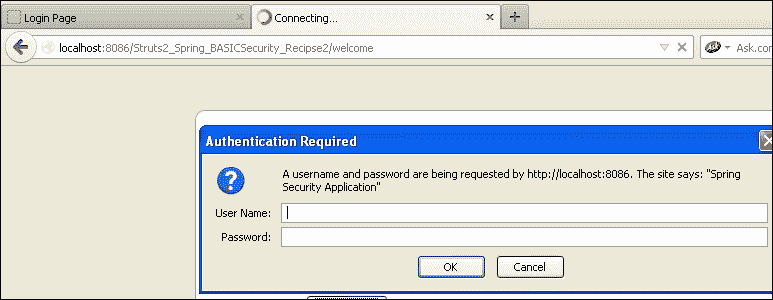 Login Page
Connecting...
localhost:8086/Struts2_Spring_BASICSecurity_Recipse2/welcome
Ask.com
Authentication Required
A username and password are being requested by http://localhost:8086. The site says: "Spring
Security Application"
User Name:
Password:
OK
Cancel